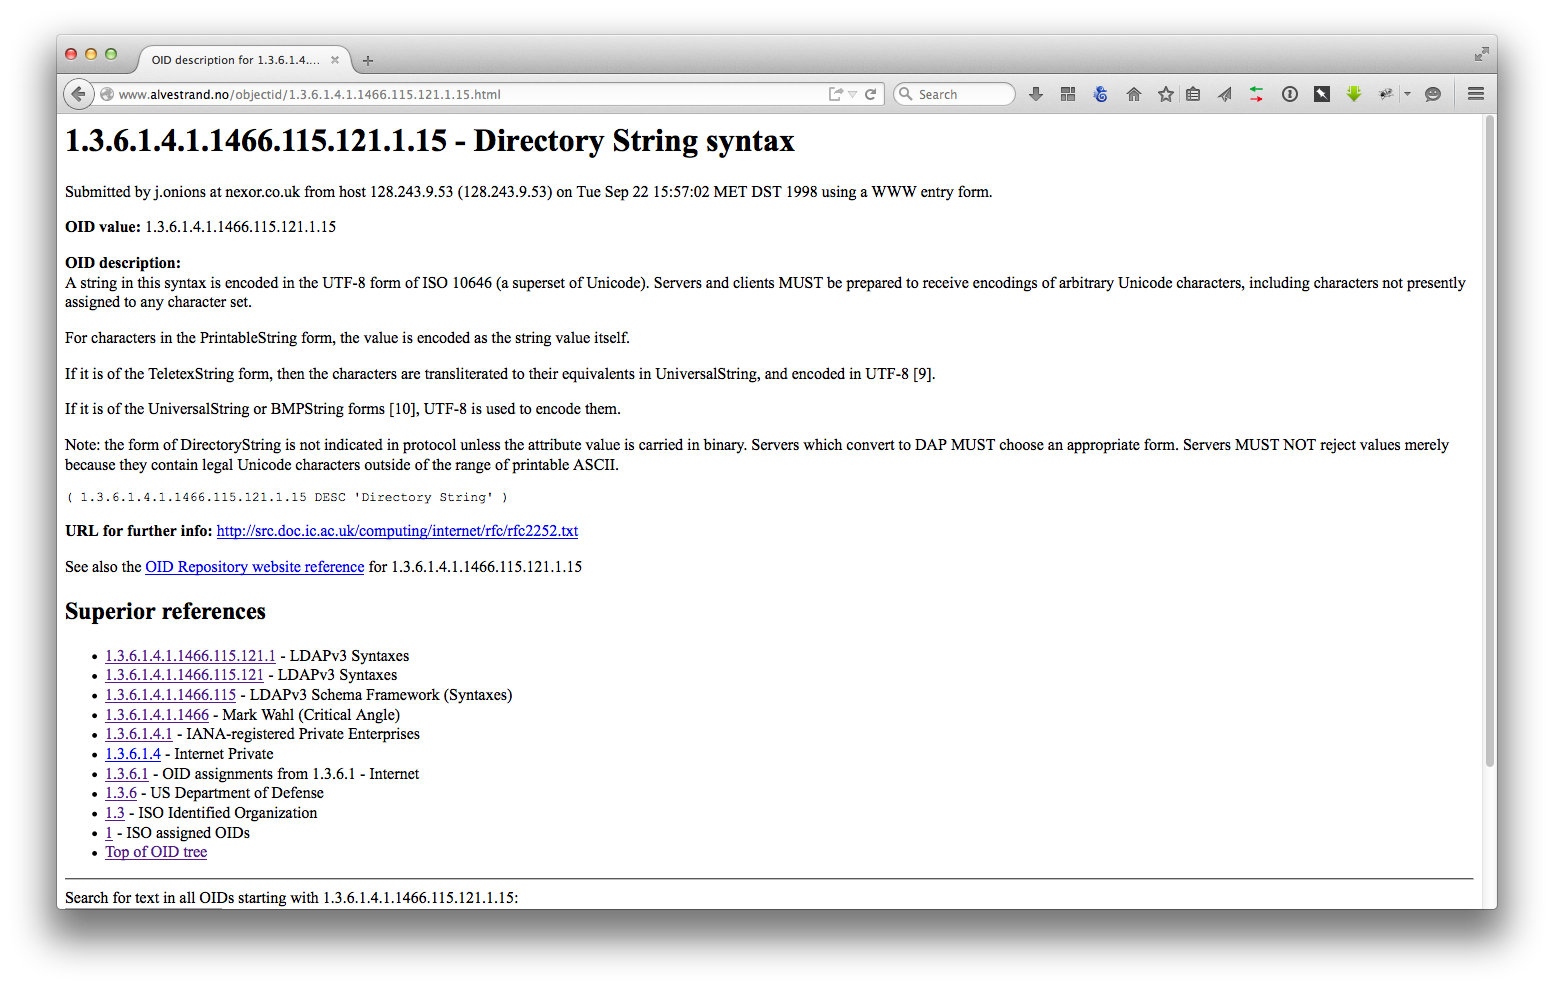 OID description for 1.3.6.1.4....
www.alvestrand.no/objectid/1.3.6.1.4.1.1466.115.121.1.15.html
Search
1.3.6.1.4.1.1466.115.121.1.15 - Directory String syntax
Submitted by j.onions at nexor.co.uk from host 128.243.9.53 (128.243.9.53) on Tue Sep 22 15:57:02 MET DST 1998 using a WWW entry form.
OID value: 1.3.6.1.4.1.1466.115.121.1.15
OID description:
A string in this syntax is encoded in the UTF-8 form of ISO 10646 (a superset of Unicode). Servers and clients MUST be prepared to receive encodings of arbitrary Unicode characters, including characters not presently
assigned to any character set.
For characters in the PrintableString form, the value is encoded as the string value itself.
If it is of the TeletexString form, then the characters are transliterated to their equivalents in UniversalString, and encoded in UTF-8 [9].
If it is of the UniversalString or BMPString forms [10], UTF-8 is used to encode them.
Note: the form of DirectoryString is not indicated in protocol unless the attribute value is carried in binary. Servers which convert to DAP MUST choose an appropriate form. Servers MUST NOT reject values merely
because they contain legal Unicode characters outside of the range of printable ASCII.
( 1.3.6.1.4.1.1466.115.121.1.15 DESC 'Directory String' )
URL for further info: http://src.doc.ic.ac.uk/computing/internet/rfc/rfc2252.txt
See also the OID Repository website reference for 1.3.6.1.4.1.1466.115.121.1.15
Superior references
• 1.3.6.1.4.1.1466.115.121.1 - LDAPv3 Syntaxes
• 1.3.6.1.4.1.1466.115.121 - LDAPv3 Syntaxes
• 1.3.6.1.4.1.1466.115 - LDAPv3 Schema Framework (Syntaxes)
• 1.3.6.1.4.1.1466 - Mark Wahl (Critical Angle)
• 1.3.6.1.4.1 - IANA-registered Private Enterprises
• 1.3.6.1.4 - Internet Private
• 1.3.6.1 - OID assignments from 1.3.6.1 - Internet
• 1.3.6 - US Department of Defense
• 1.3 - ISO Identified Organization
• 1 - ISO assigned OIDs
• Top of OID tree
Search for text in all OIDs starting with 1.3.6.1.4.1.1466.115.121.1.15: